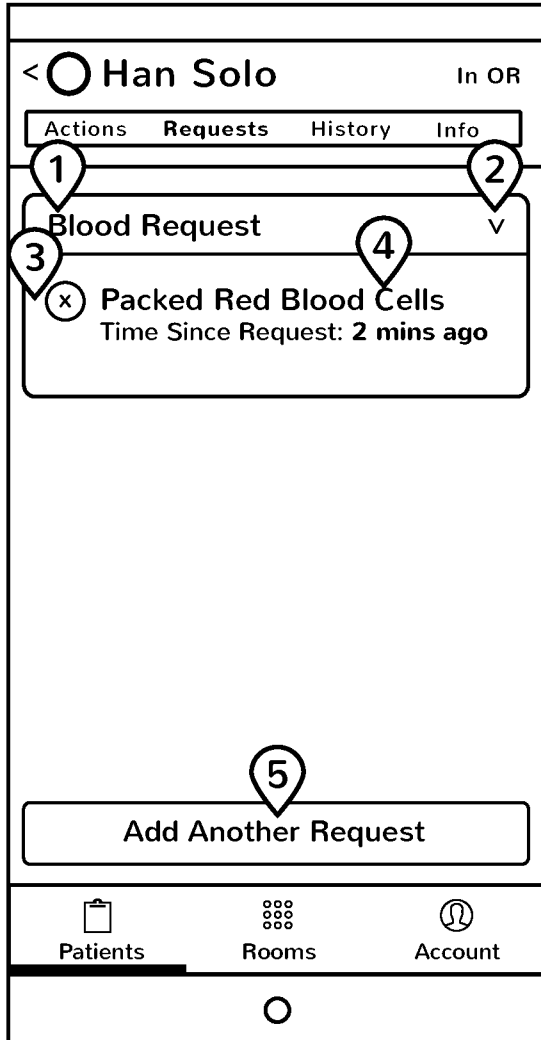 < Han Solo In OR
Actions Requests History Info
1 2
Blood Request v
3 4
x Packed Red Blood Cells
Time Since Request: 2 mins ago
5
Add Another Request
Patients Rooms Account